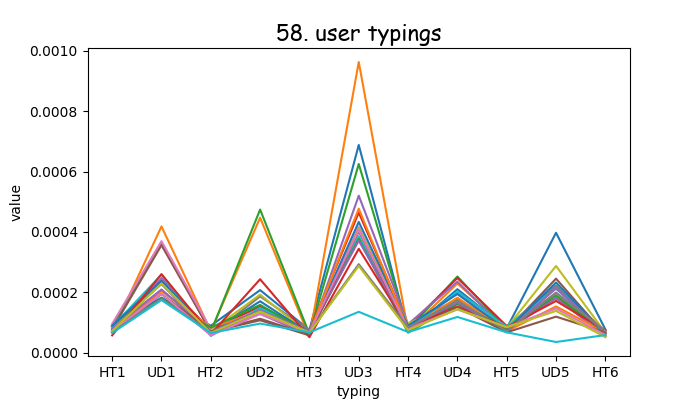 58. user typings
0.0010
0.0008
0.0006
0.0004
0.0002
0.0000
value
HT1 UD1 HT2 UD2 HT3 UD3 HT4 UD4 HT5 UD5 HT6
typing